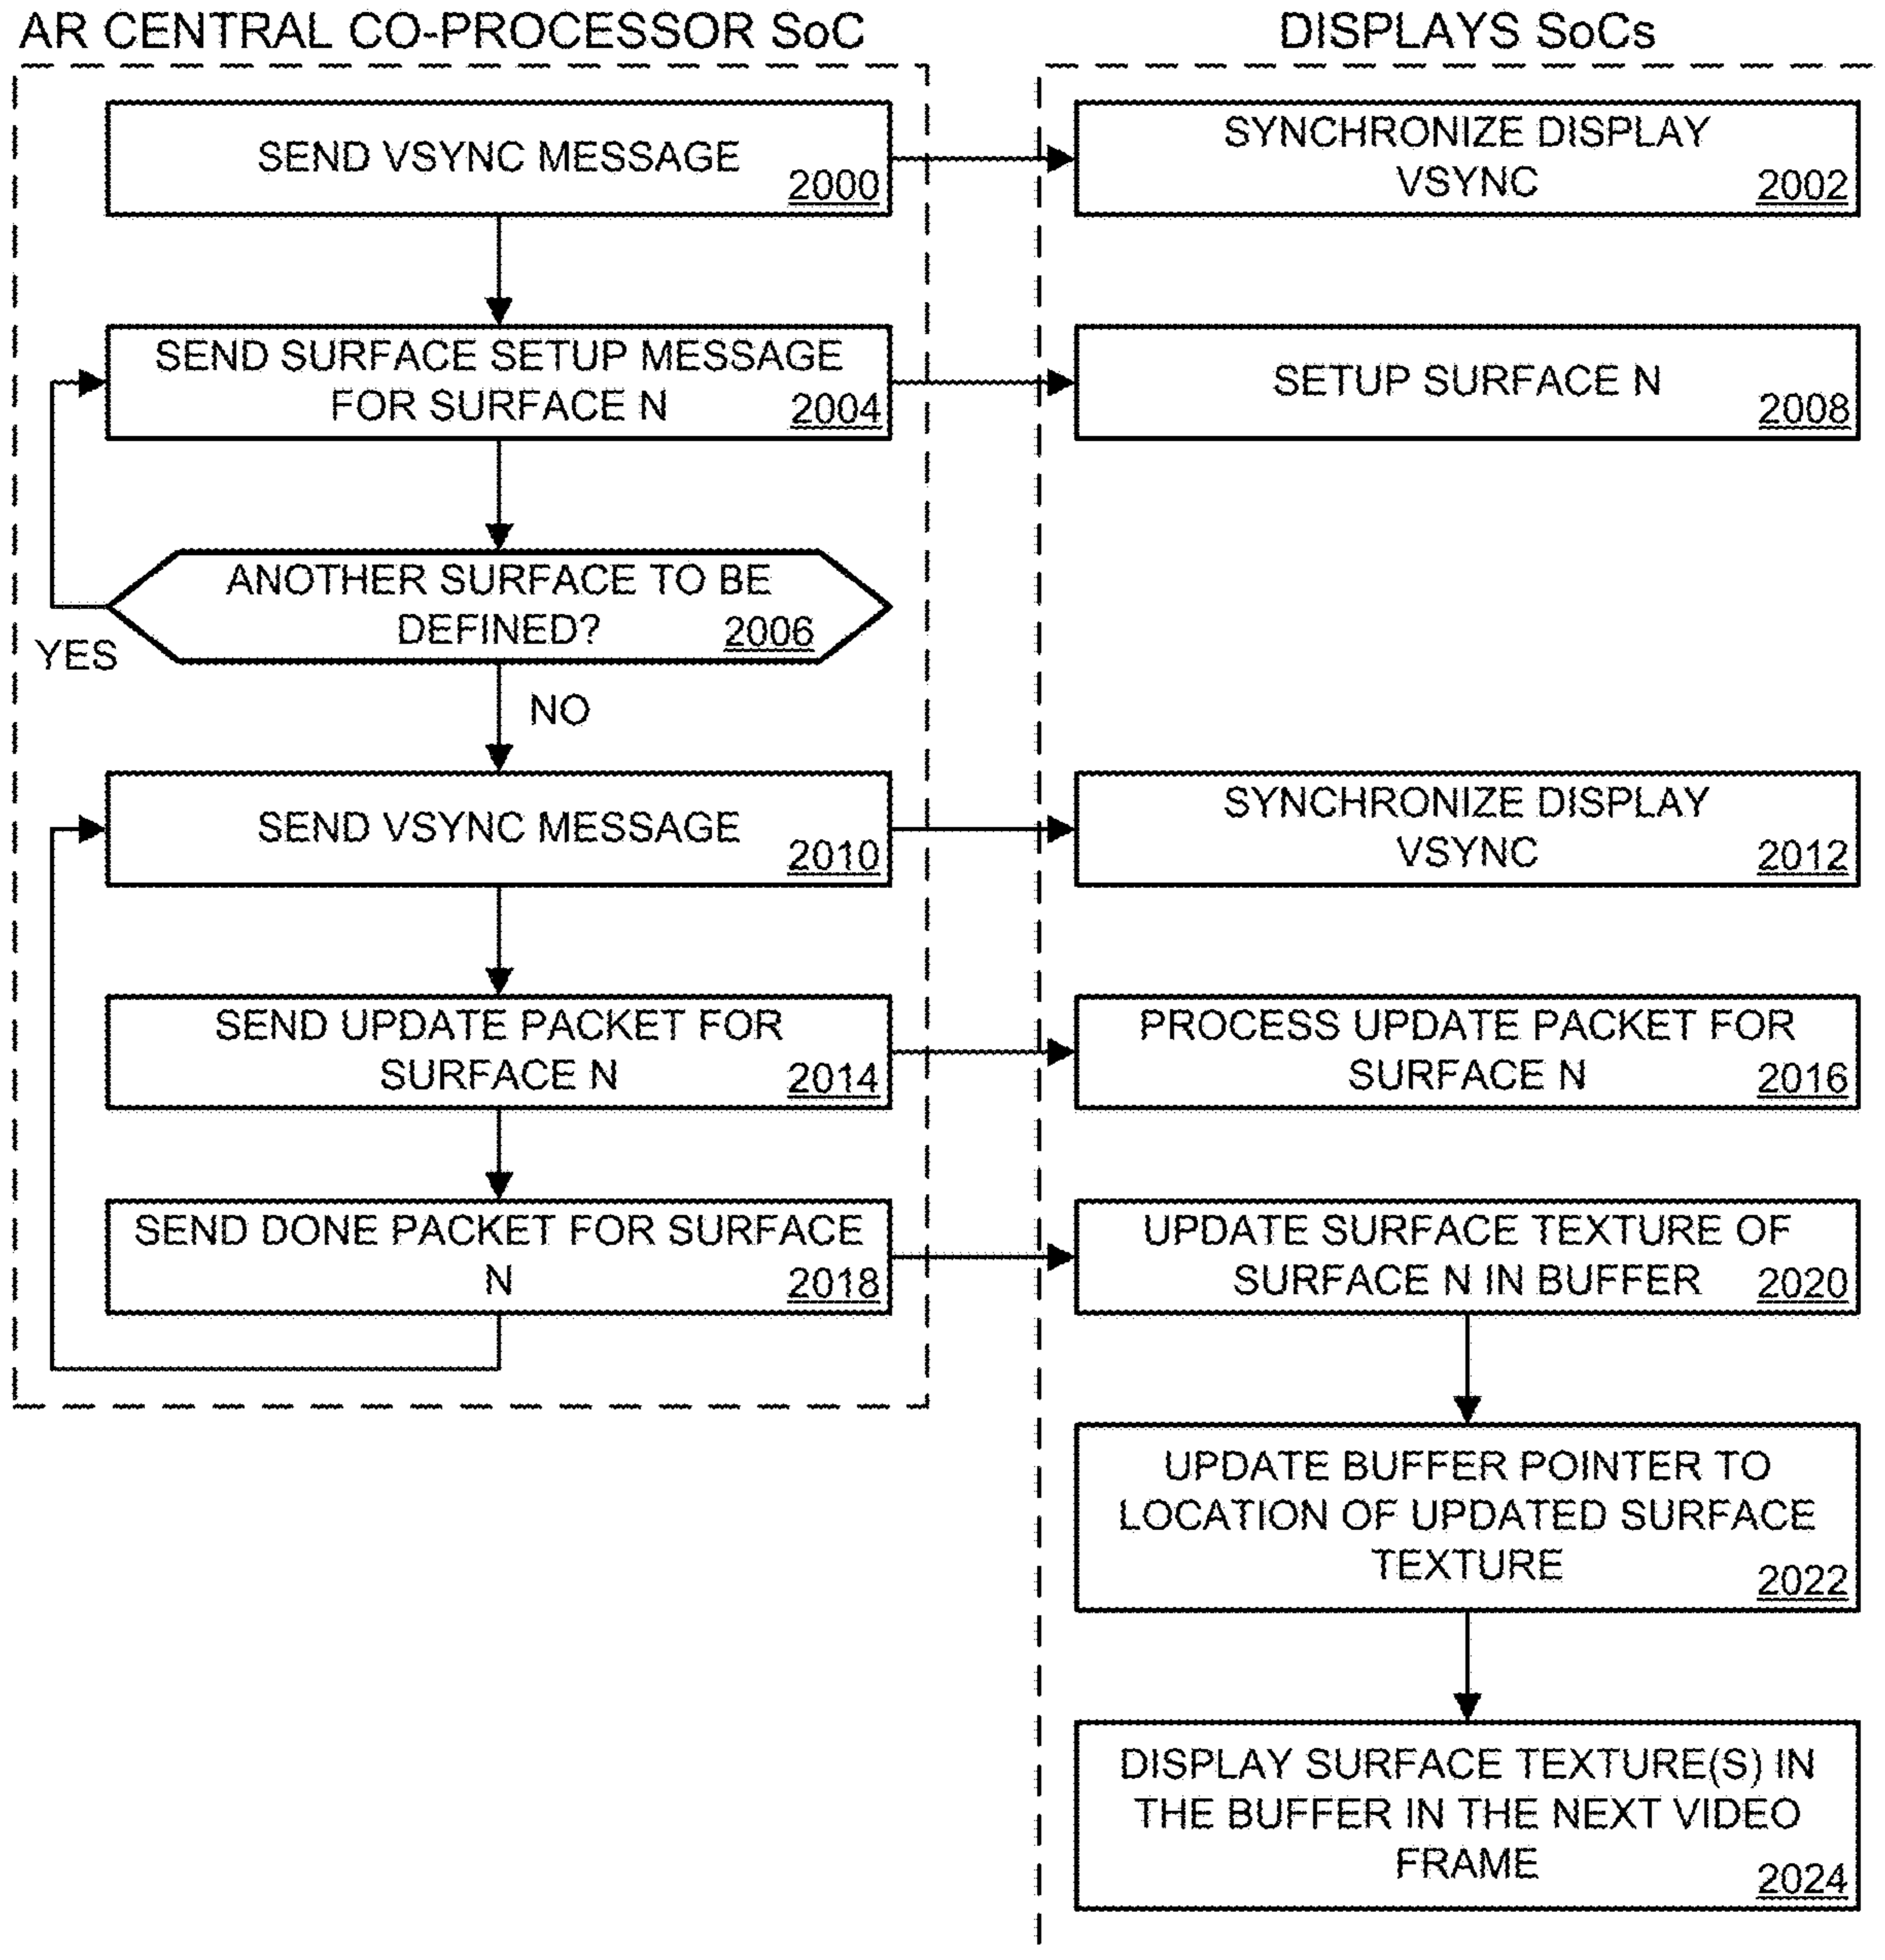 AR CENTRAL CO-PROCESSOR SoC
DISPLAYS SoCs
SEND VSYNC MESSAGE
2000
SYNCHRONIZE DISPLAY
VSYNC
2002
SEND SURFACE SETUP MESSAGE
FOR SURFACE N
2004
SETUP SURFACE N
2008
ANOTHER SURFACE TO BE
DEFINED?
2006
YES
NO
SEND VSYNC MESSAGE
2010
SYNCHRONIZE DISPLAY
VSYNC
2012
SEND UPDATE PACKET FOR
SURFACE N
2014
PROCESS UPDATE PACKET FOR
SURFACE N
2016
SEND DONE PACKET FOR SURFACE
N
2018
UPDATE SURFACE TEXTURE OF
SURFACE N IN BUFFER
2020
UPDATE BUFFER POINTER TO
LOCATION OF UPDATED SURFACE
TEXTURE
2022
DISPLAY SURFACE TEXTURE(S) IN
THE BUFFER IN THE NEXT VIDEO
FRAME
2024